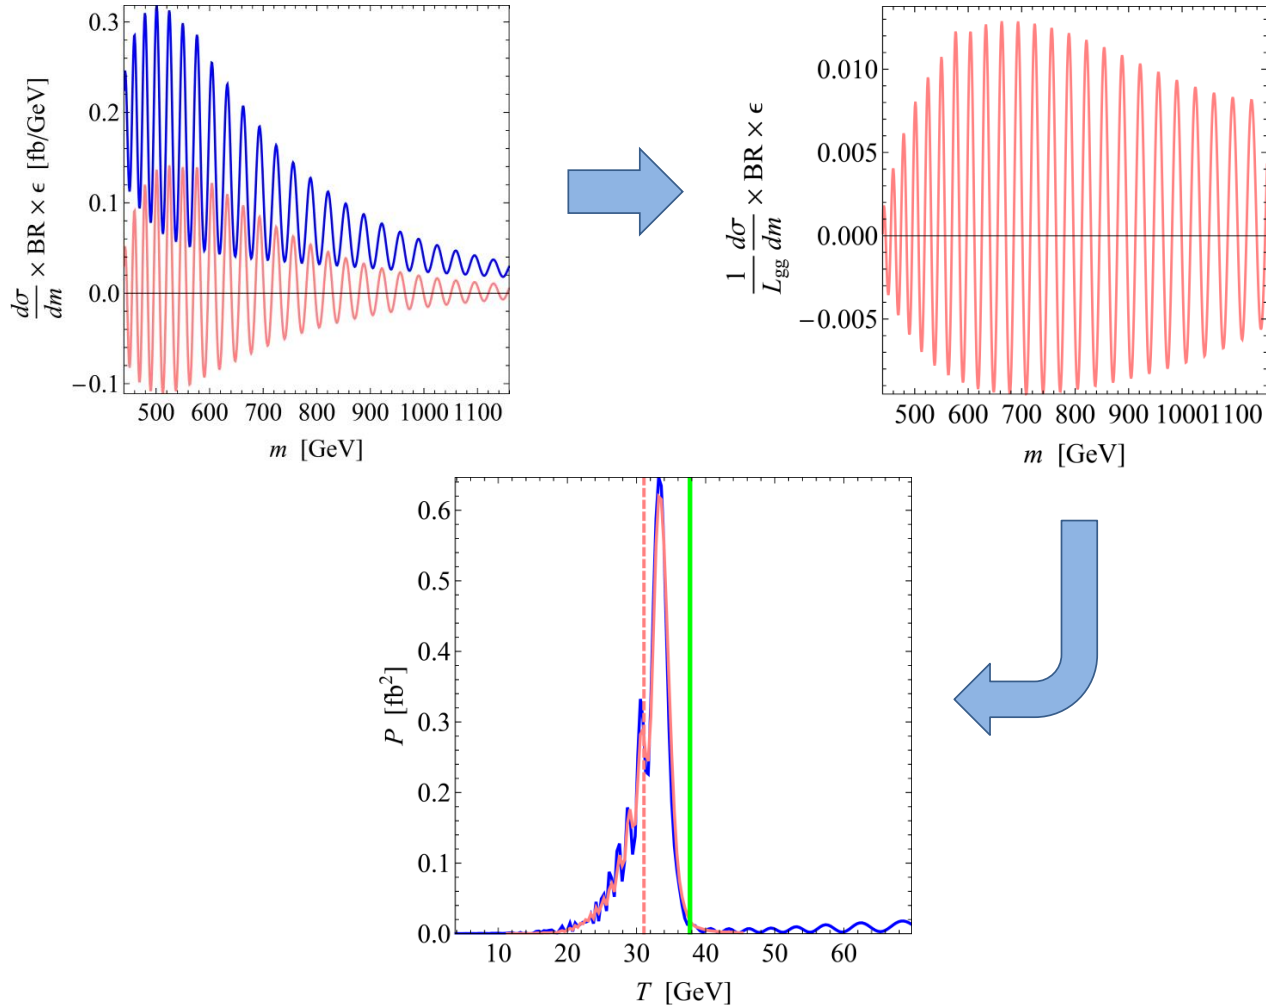 dσ/dm × BR × ϵ [fb/GeV]
0.3
0.2
0.1
0.0
−0.1
500 600 700 800 900 1000 1100
m [GeV]
1/L_gg dσ/dm × BR × ϵ
0.010
0.005
0.000
−0.005
500 600 700 800 900 1000 1100
m [GeV]
P [fb²]
0.6
0.5
0.4
0.3
0.2
0.1
0.0
10 20 30 40 50 60
T [GeV]